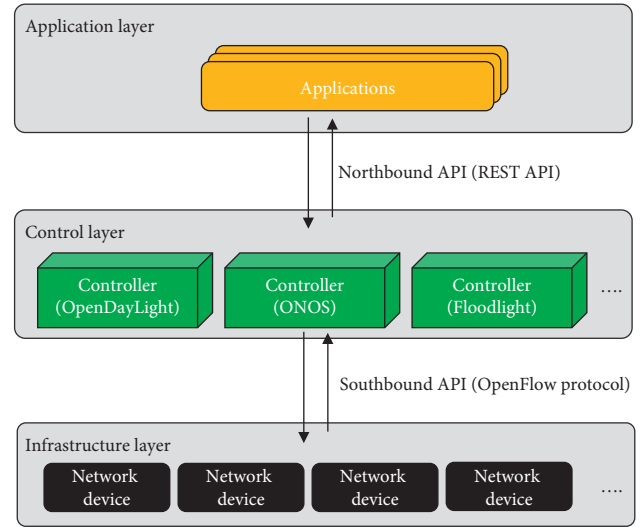 Application layer
Applications
Northbound API (REST API)
Control layer
Controller
(OpenDayLight)
Controller
(ONOS)
Controller
(Floodlight)
....
Southbound API (OpenFlow protocol)
Infrastructure layer
Network
device
Network
device
Network
device
Network
device
....